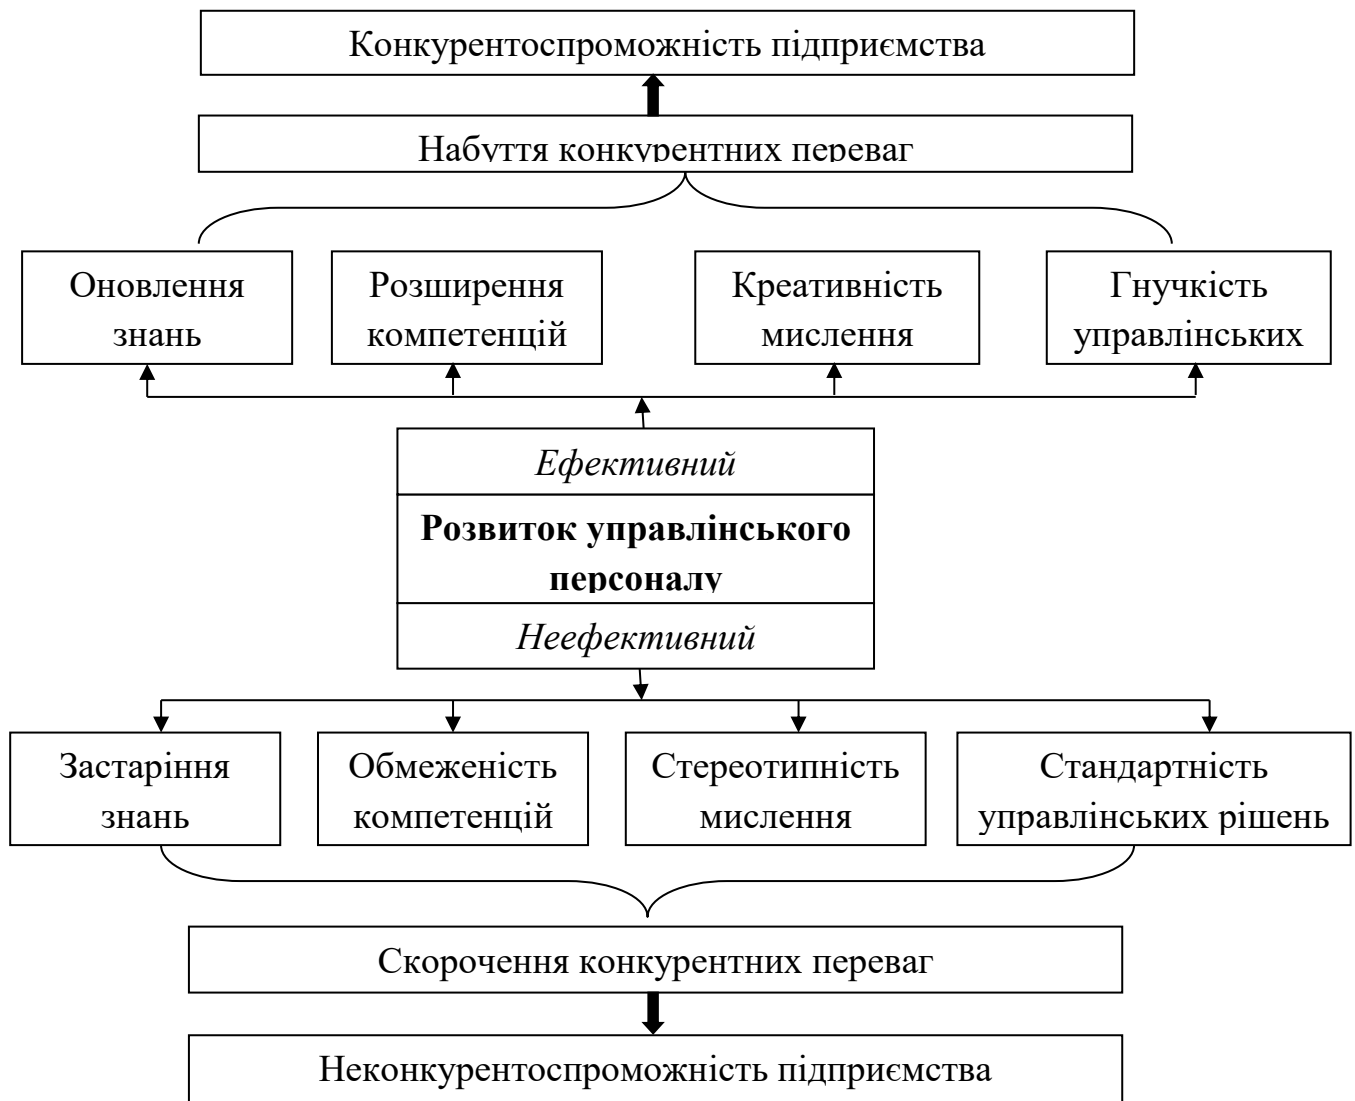 Конкурентоспроможність підприємства
Набуття конкурентних переваг
Оновлення
знань
Розширення
компетенцій
Креативність
мислення
Гнучкість
управлінських
Ефективний
Розвиток управлінського
персоналу
Неефективний
Застаріння
знань
Обмеженість
компетенцій
Стереотипність
мислення
Стандартність
управлінських рішень
Скорочення конкурентних переваг
Неконкурентоспроможність підприємства